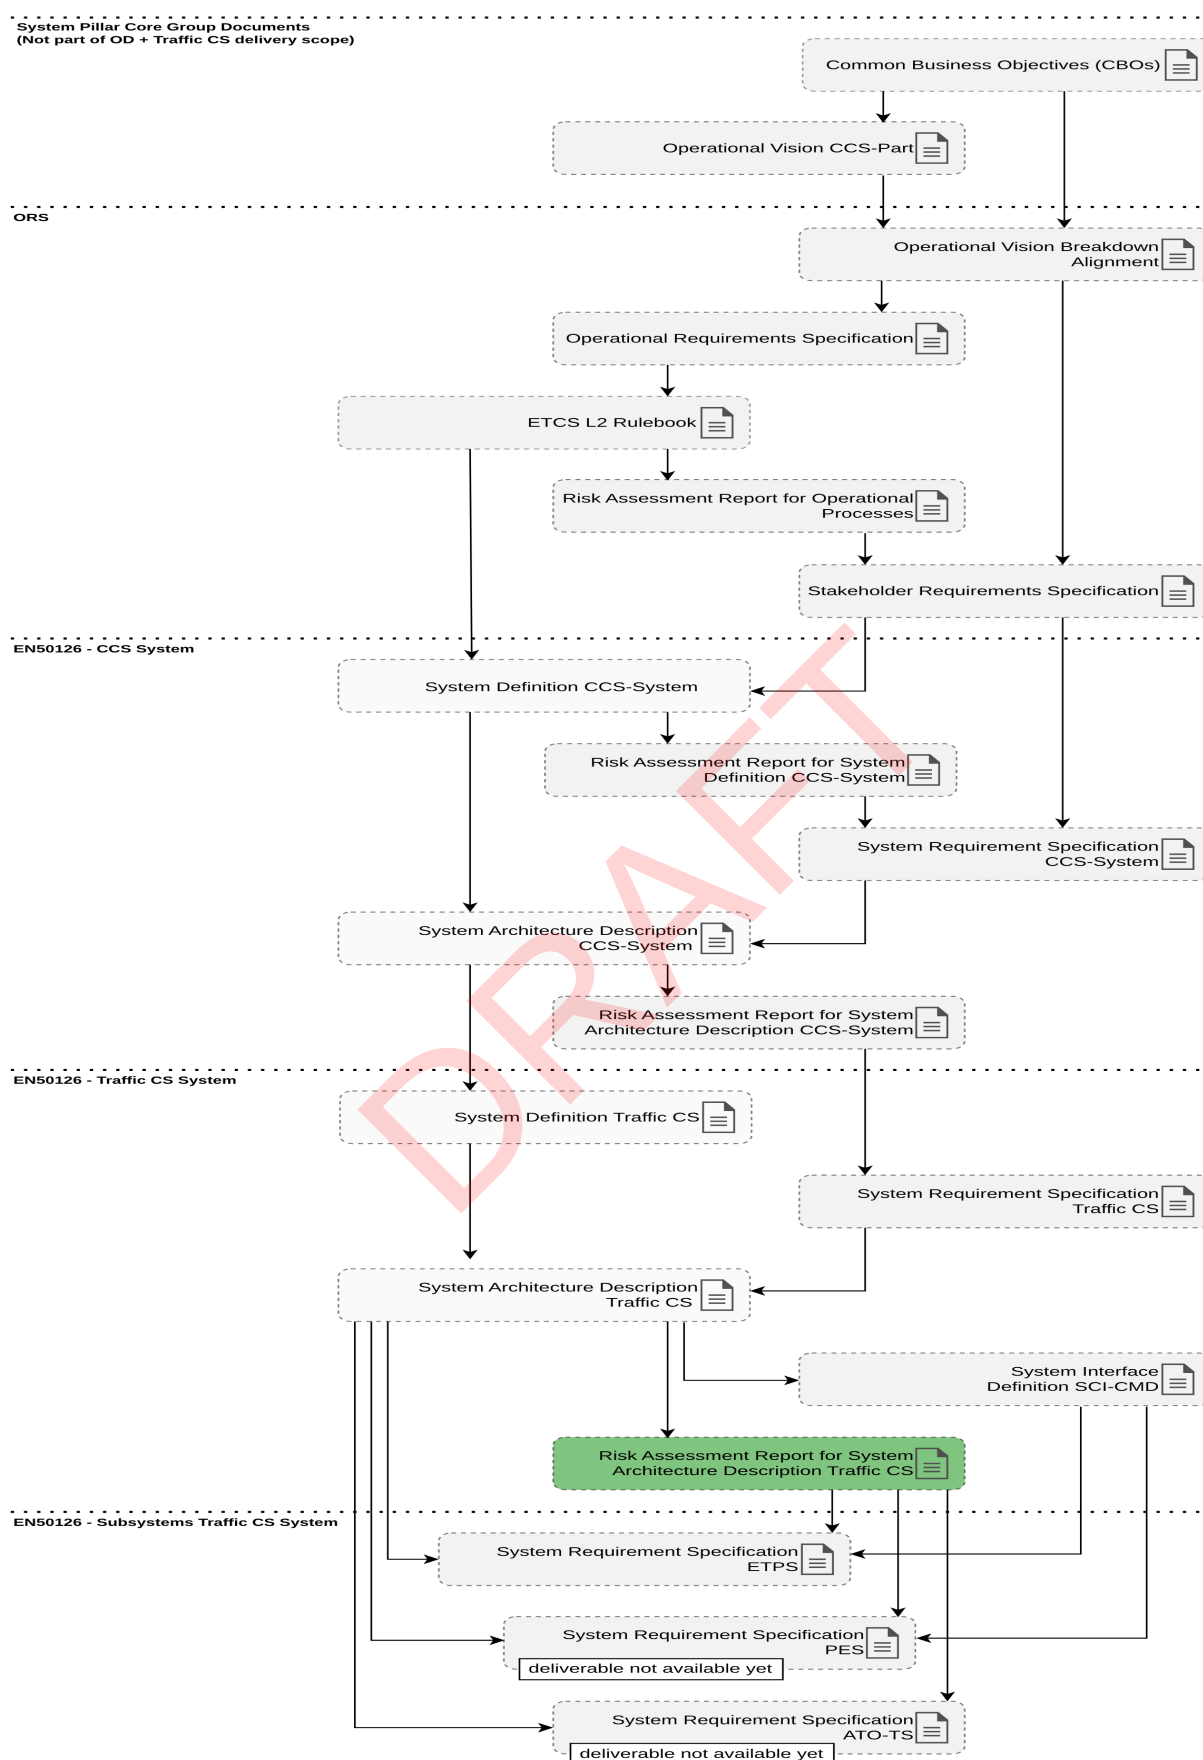 System Pillar Core Group Documents
(Not part of OD + Traffic CS delivery scope)
Common Business Objectives (CBOs)
Operational Vision CCS-Part
ORS
Operational Vision Breakdown
Alignment
Operational Requirements Specification
ETCS L2 Rulebook
Risk Assessment Report for Operational
Processes
Stakeholder Requirements Specification
EN50126 - CCS System
System Definition CCS-System
Risk Assessment Report for System
Definition CCS-System
System Requirement Specification
CCS-System
System Architecture Description
CCS-System
Risk Assessment Report for System
Architecture Description CCS-System
EN50126 - Traffic CS System
System Definition Traffic CS
System Requirement Specification
Traffic CS
System Architecture Description
Traffic CS
System Interface
Definition SCI-CMD
Risk Assessment Report for System
Architecture Description Traffic CS
EN50126 - Subsystems Traffic CS System
System Requirement Specification
ETPS
System Requirement Specification
PES
deliverable not available yet
System Requirement Specification
ATO-TS
deliverable not available yet
DRAFT